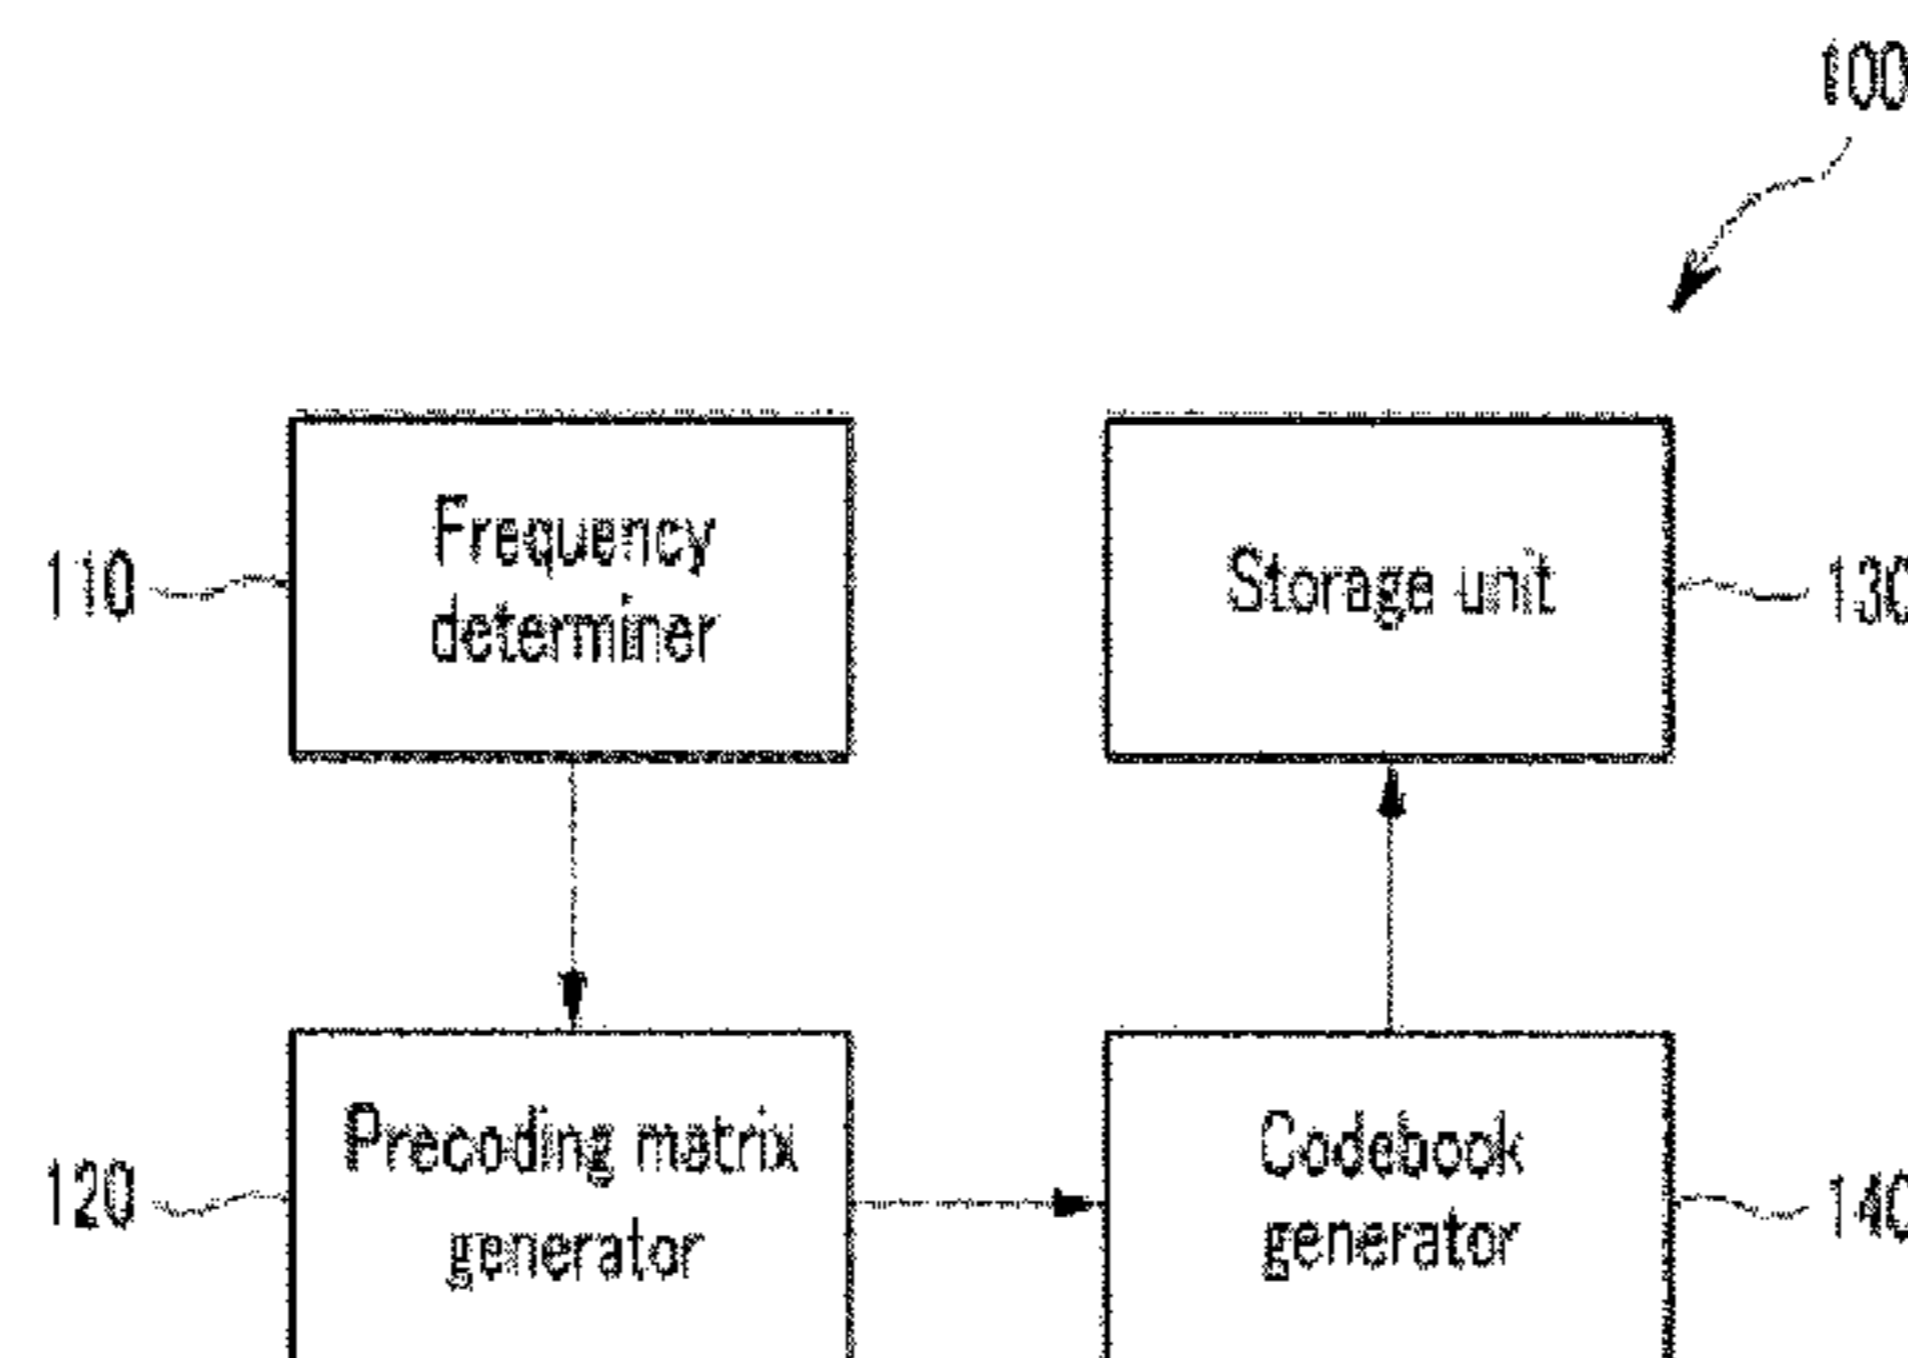 100
110
Frequency
determiner
Storage unit
130
120
Precoding matrix
generator
Codebook
generator
140